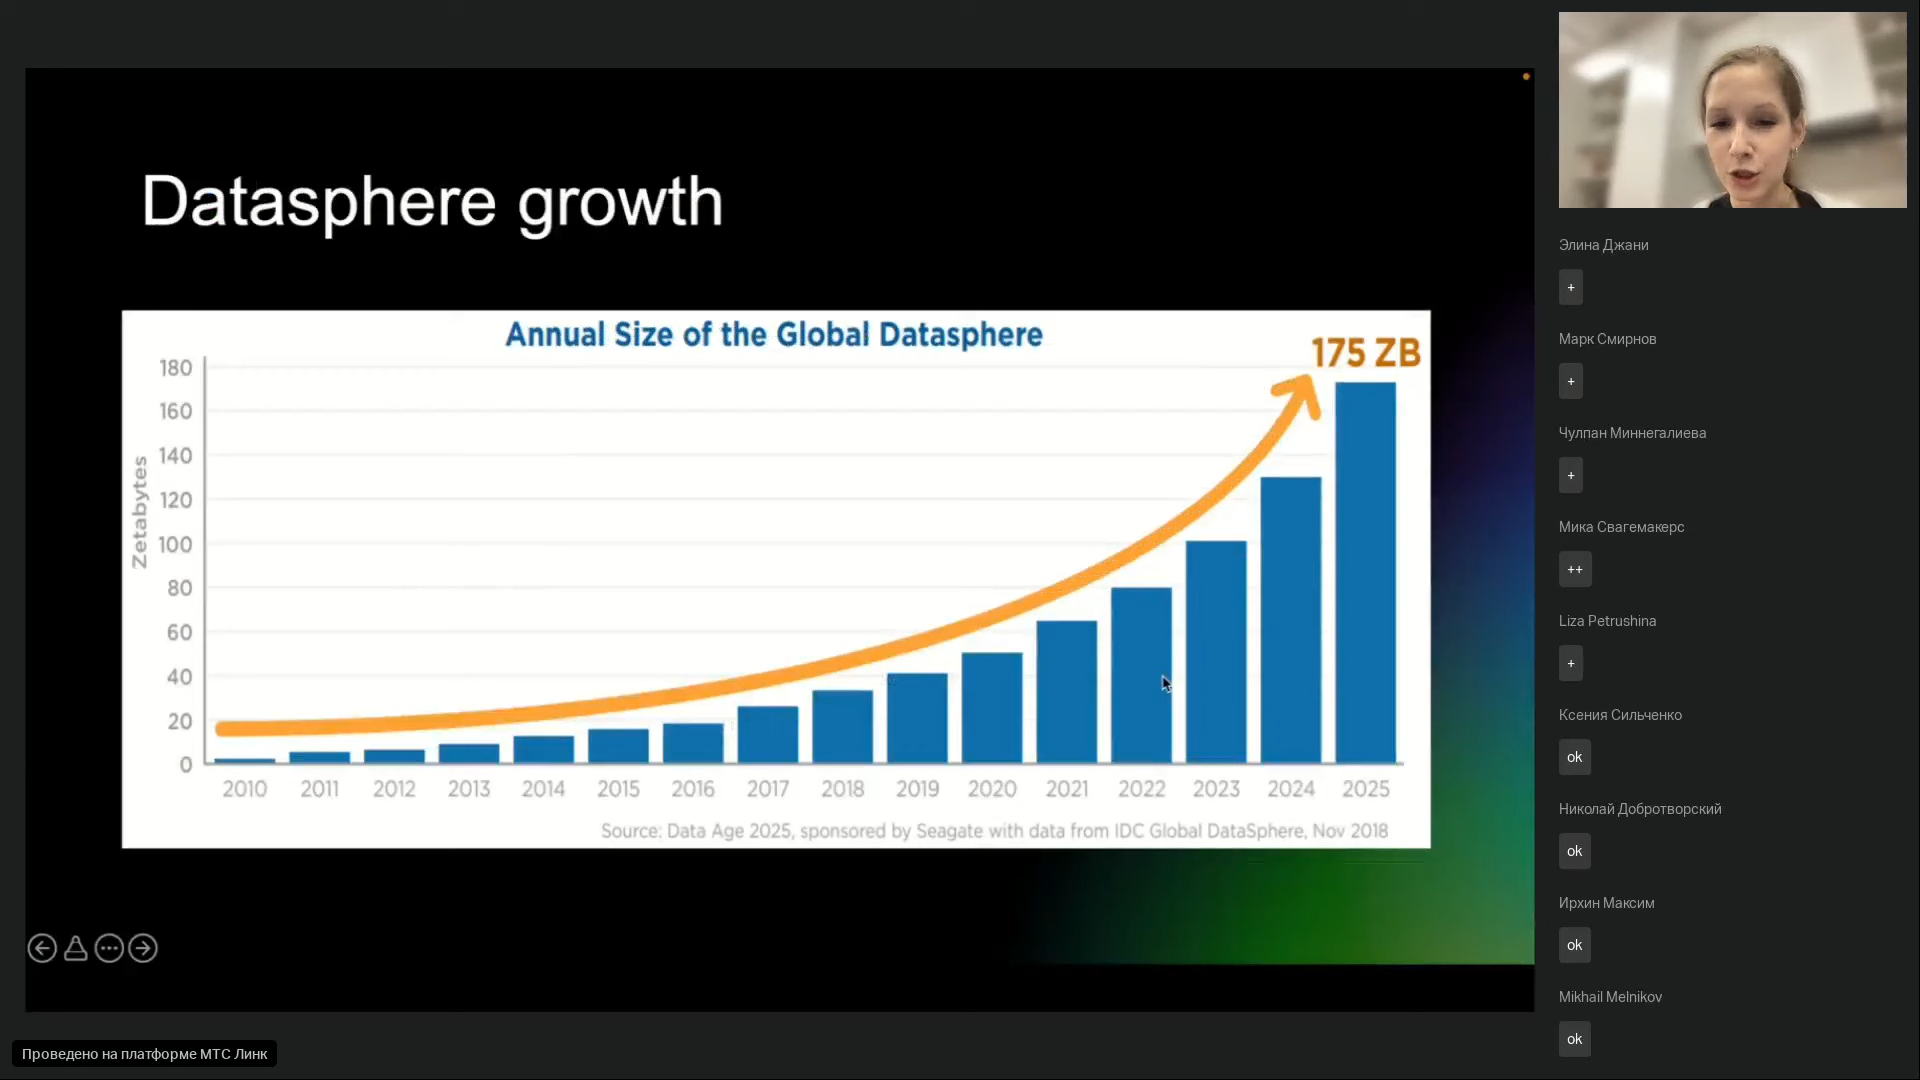 Datasphere growth
Annual Size of the Global Datasphere
175 ZB
Zetabytes
180
160
140
120
100
80
60
40
20
0
2010 2011 2012 2013 2014 2015 2016 2017 2018 2019 2020 2021 2022 2023 2024 2025
Source: Data Age 2025, sponsored by Seagate with data from IDC Global DataSphere, Nov 2018
Проведено на платформе МТС Линк
Элина Джани
+
Марк Смирнов
+
Чулпан Миннегалиева
+
Мика Свагемакерс
++
Liza Petrushina
+
Ксения Сильченко
ok
Николай Добротворский
ok
Ирхин Максим
ok
Mikhail Melnikov
ok